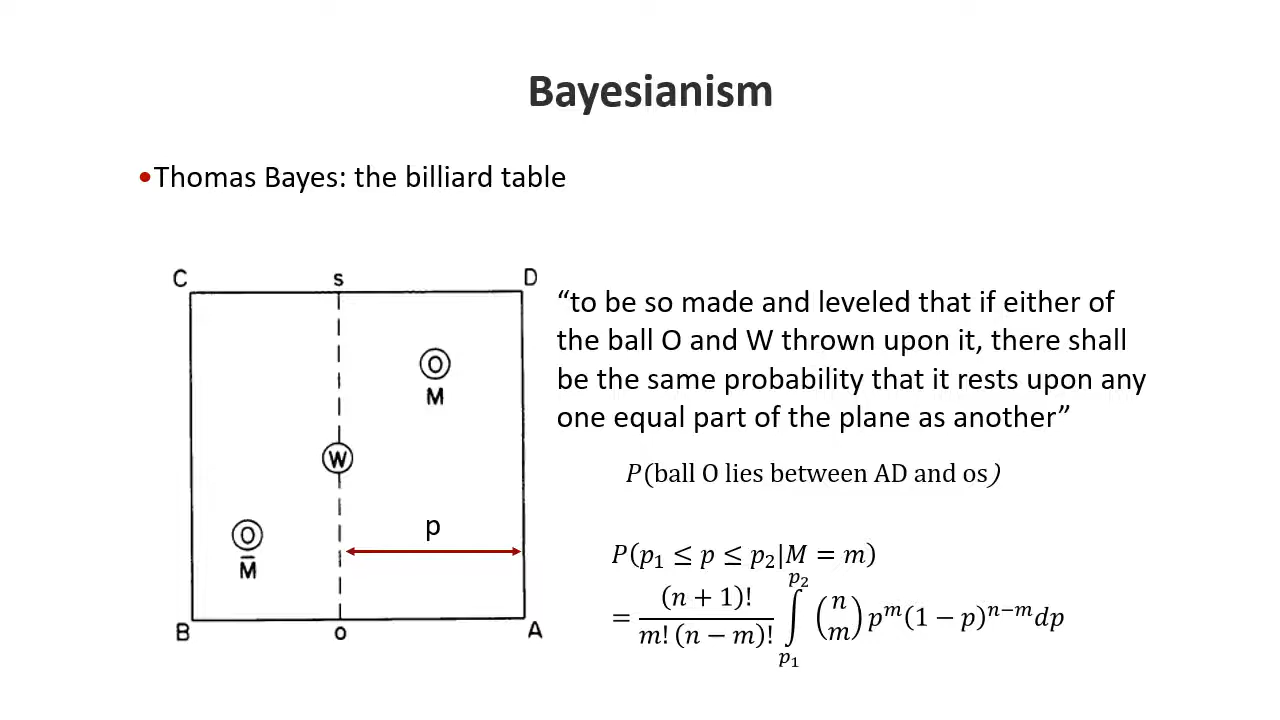 Bayesianism
•Thomas Bayes: the billiard table
C s D
O
M
W
p
O
M̅
B o A
“to be so made and leveled that if either of
the ball O and W thrown upon it, there shall
be the same probability that it rests upon any
one equal part of the plane as another”
P(ball O lies between AD and os)
P(p₁ ≤ p ≤ p₂|M = m)
= (n + 1)! / m! (n − m)! ∫_{p₁}^{p₂} (n m) pᵐ(1 − p)ⁿ⁻ᵐdp